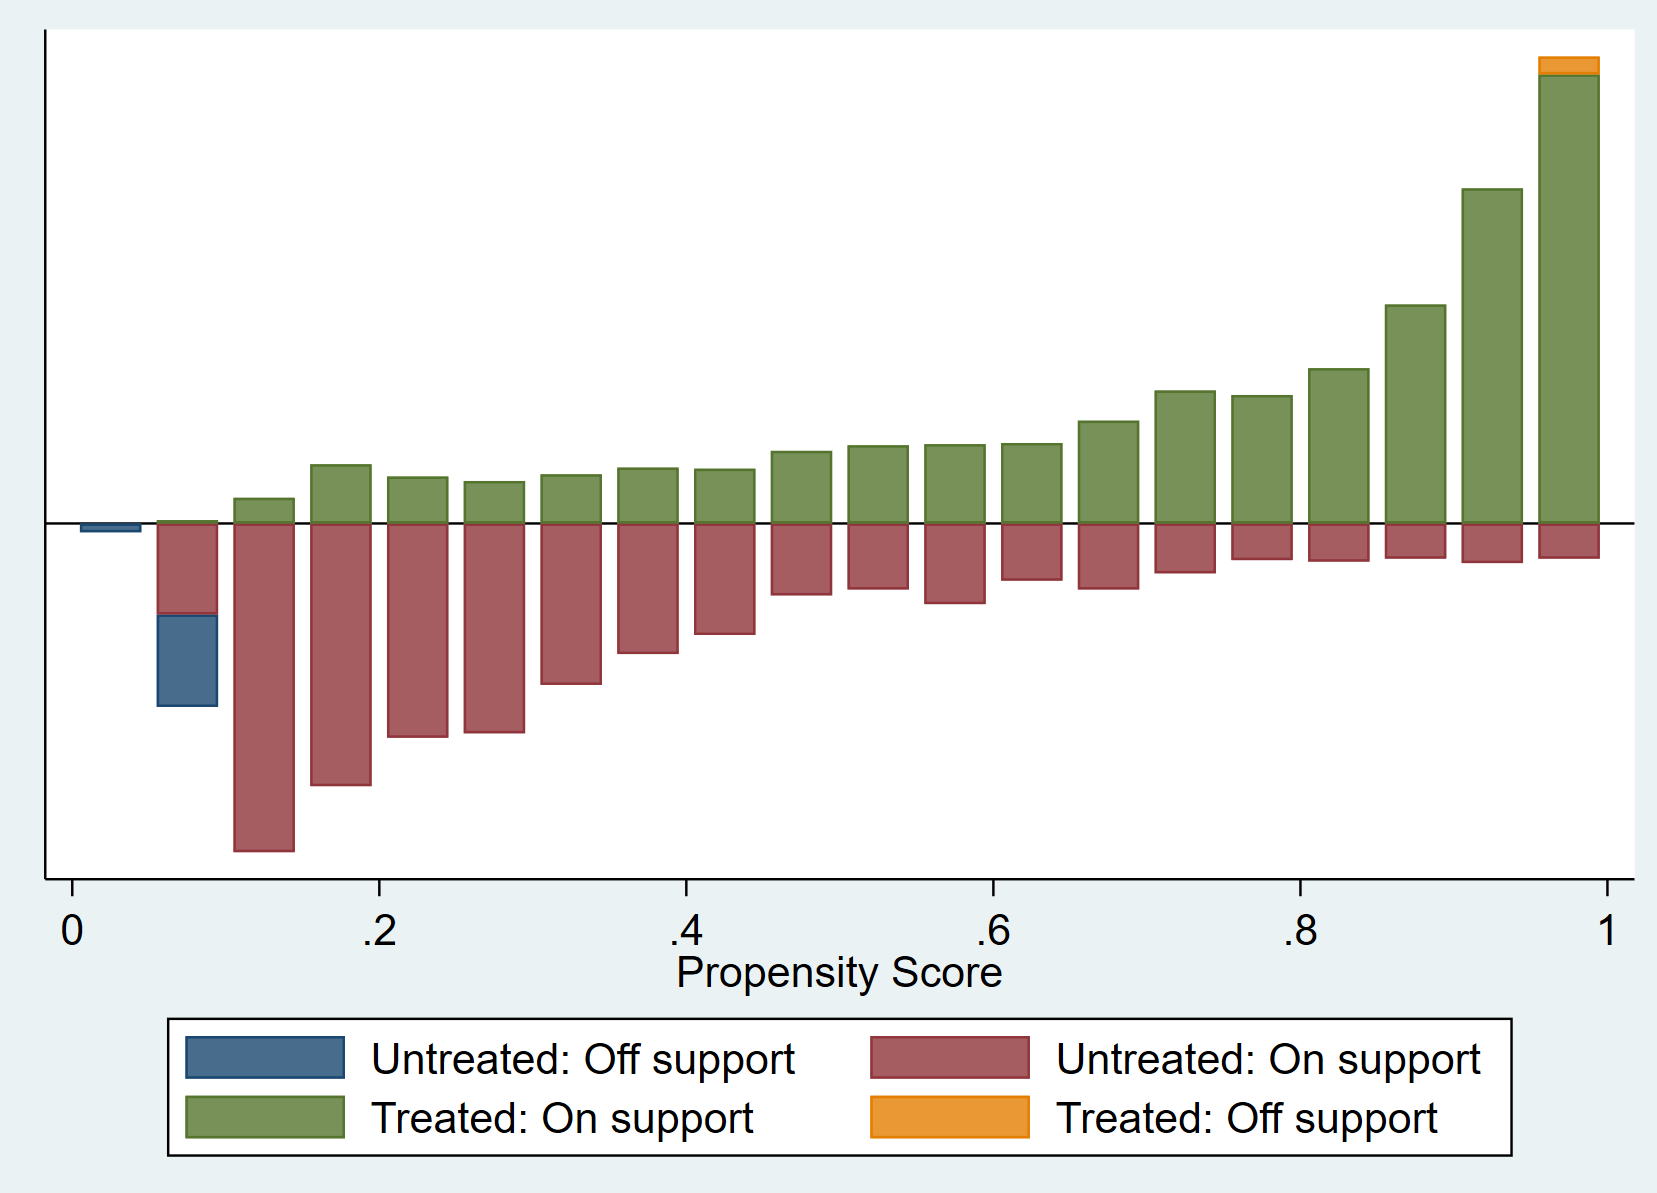 0 .2 .4 .6 .8 1
Propensity Score
Untreated: Off support Untreated: On support
Treated: On support Treated: Off support